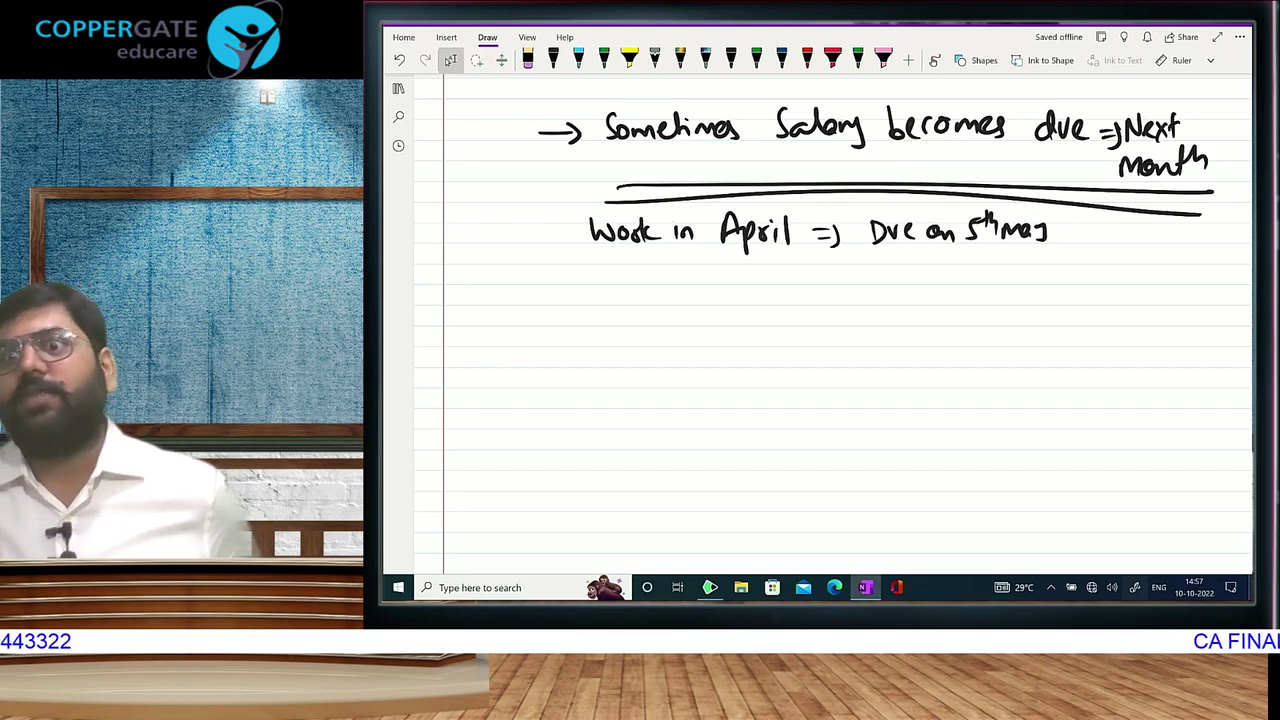 COPPERGATE
educare
Home Insert Draw View Help
Saved offline
Share
Shapes
Ink to Shape
Ink to Text
Ruler
→ Sometimes Salary becomes due ⇒ Next
Month
Work in April ⇒ Due on 5th May
Type here to search
29°C
ENG
14:57
10-10-2022
443322
CA FINAL